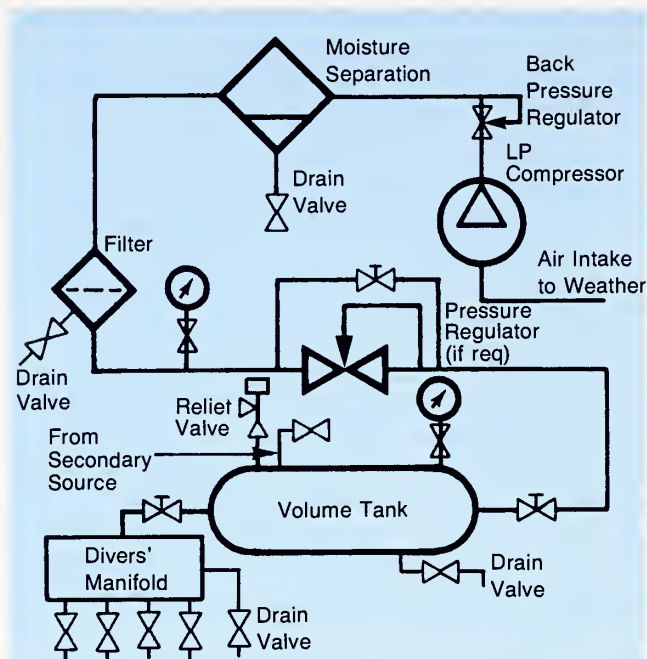 Moisture
Separation
Back
Pressure
Regulator
LP
Compressor
Drain
Valve
Filter
Air Intake
to Weather
Pressure
Regulator
(if req)
Drain
Valve
Reliet
Valve
From
Secondary
Source
Volume Tank
Divers'
Manifold
Drain
Valve
Drain
Valve